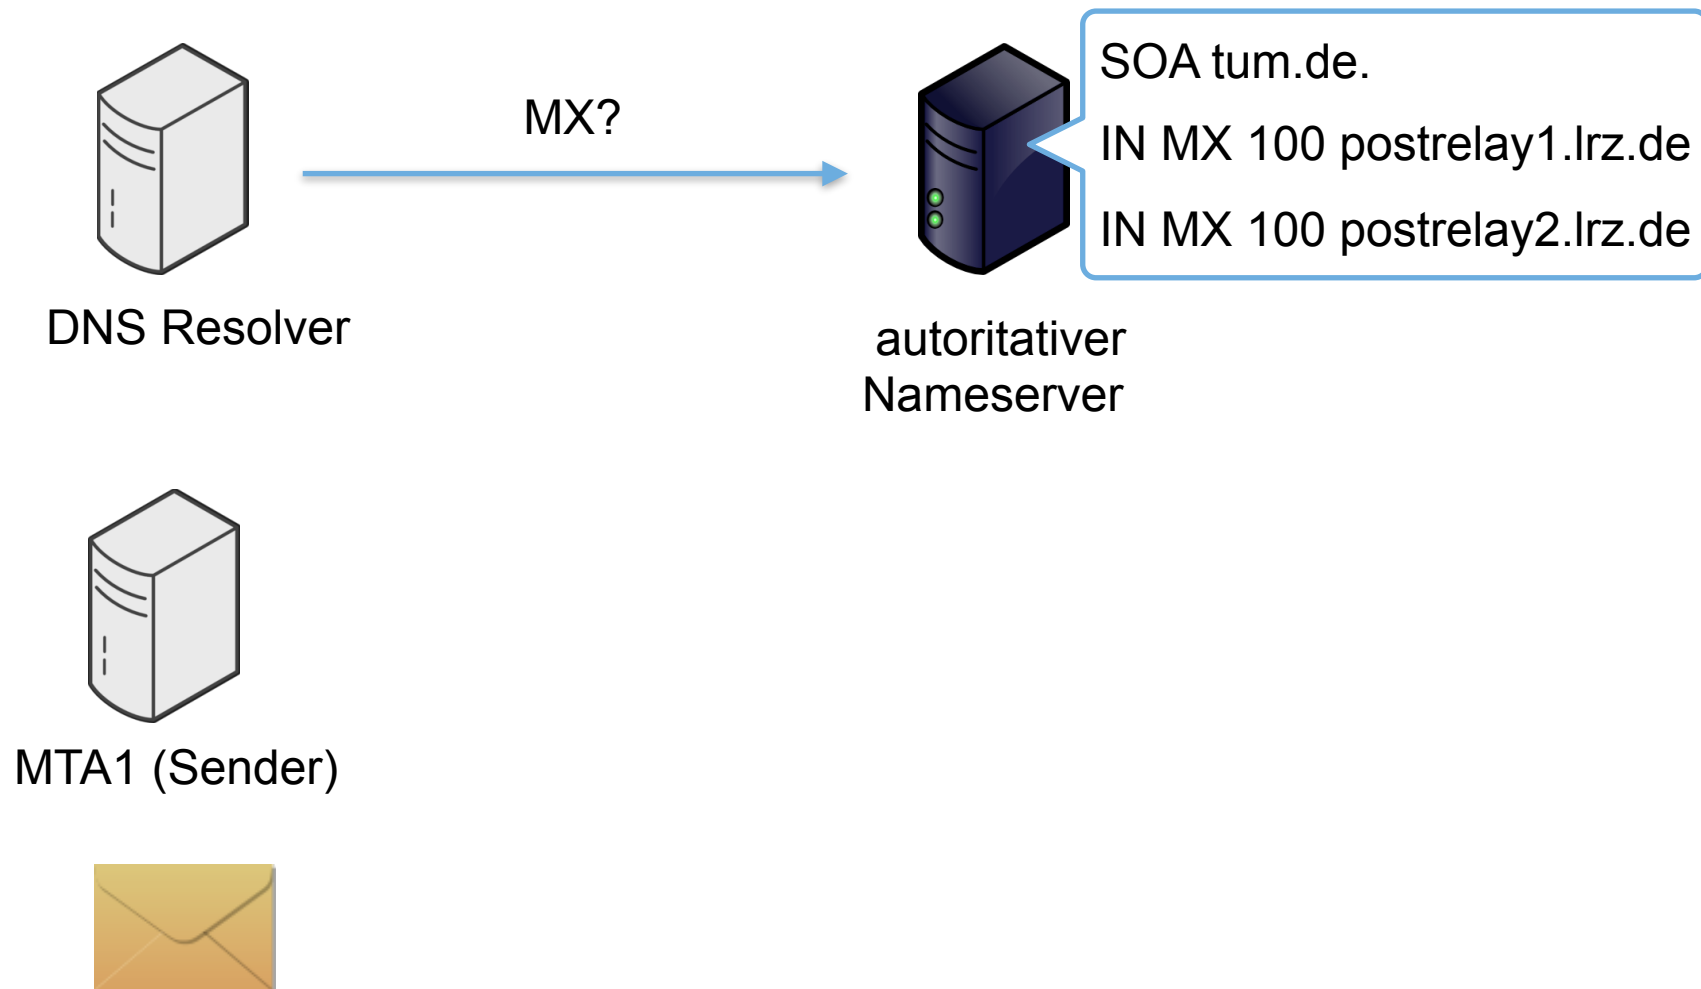 MX?
SOA tum.de.
IN MX 100 postrelay1.lrz.de
IN MX 100 postrelay2.lrz.de
DNS Resolver
autoritativer
Nameserver
MTA1 (Sender)